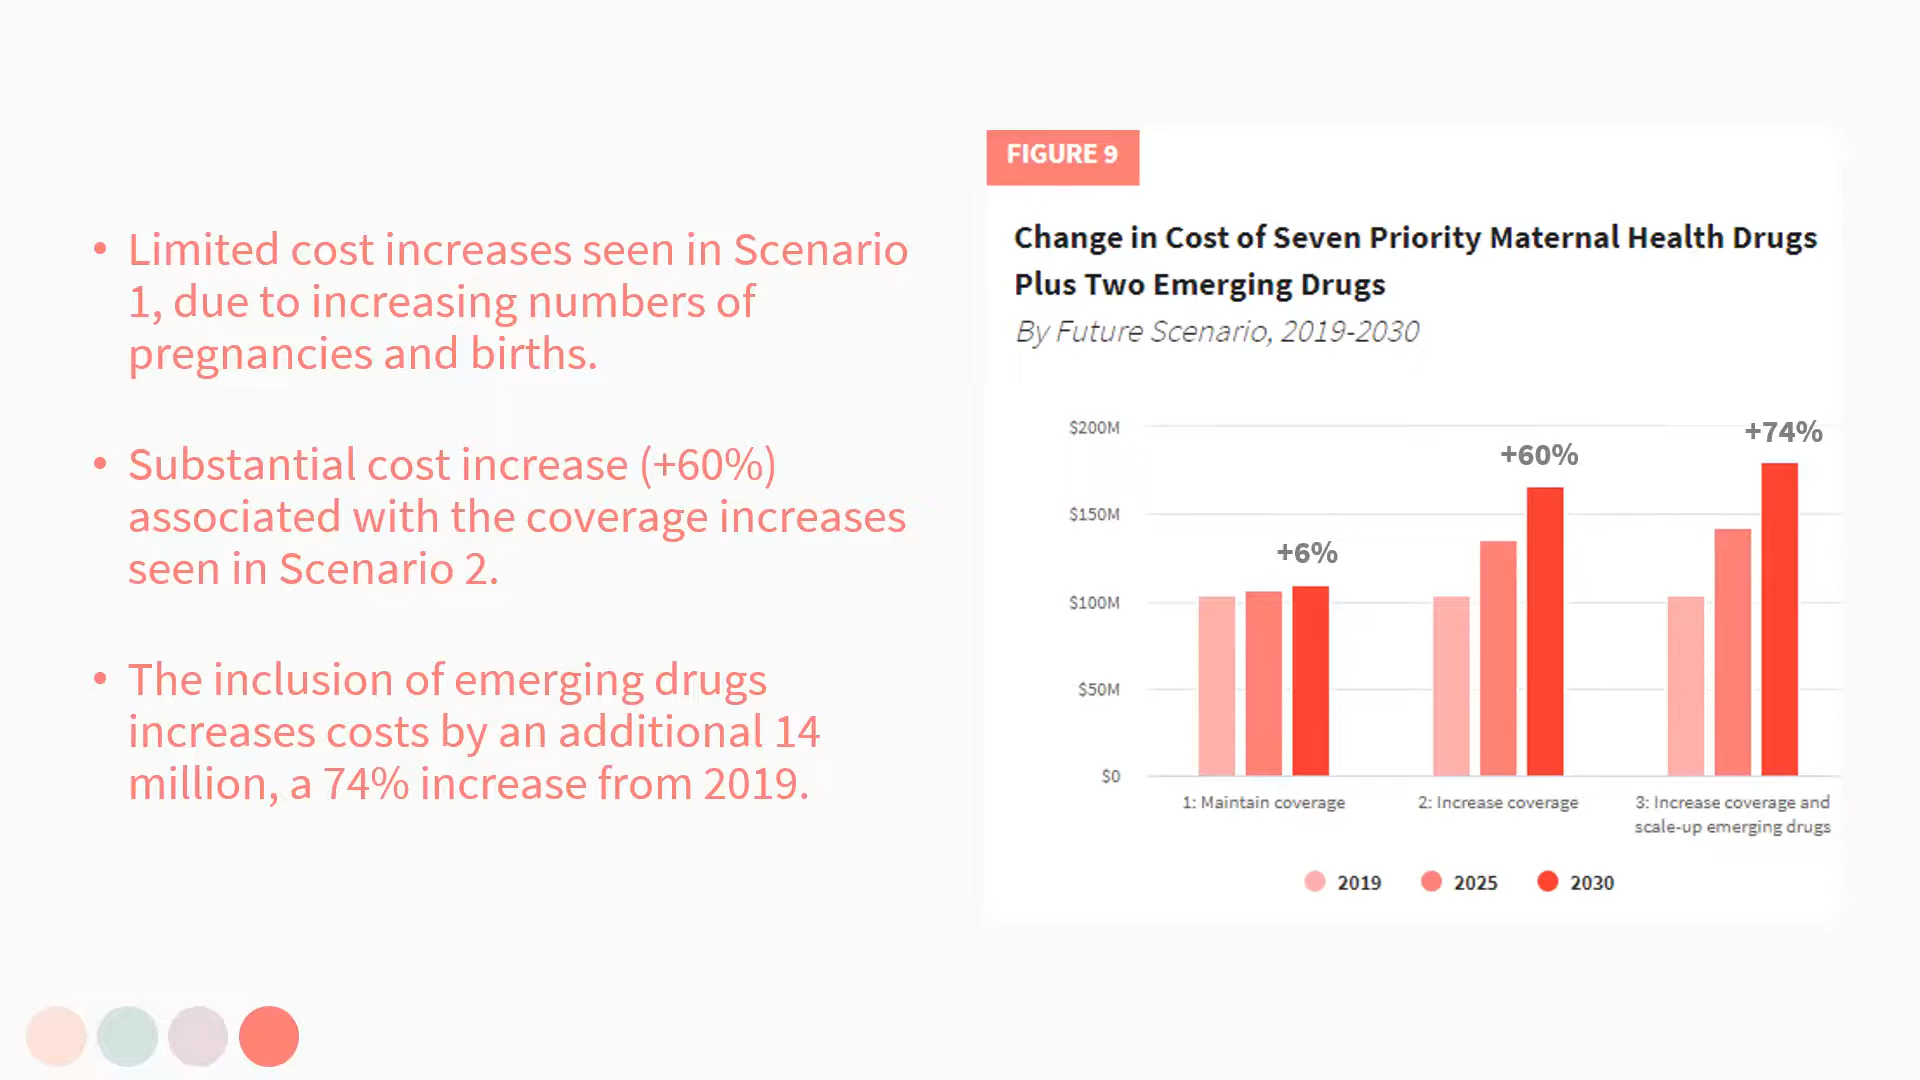 • Limited cost increases seen in Scenario
1, due to increasing numbers of
pregnancies and births.
• Substantial cost increase (+60%)
associated with the coverage increases
seen in Scenario 2.
• The inclusion of emerging drugs
increases costs by an additional 14
million, a 74% increase from 2019.
FIGURE 9
Change in Cost of Seven Priority Maternal Health Drugs
Plus Two Emerging Drugs
By Future Scenario, 2019-2030
$200M
$150M
$100M
$50M
$0
+6%
+60%
+74%
1: Maintain coverage
2: Increase coverage
3: Increase coverage and
scale-up emerging drugs
2019
2025
2030